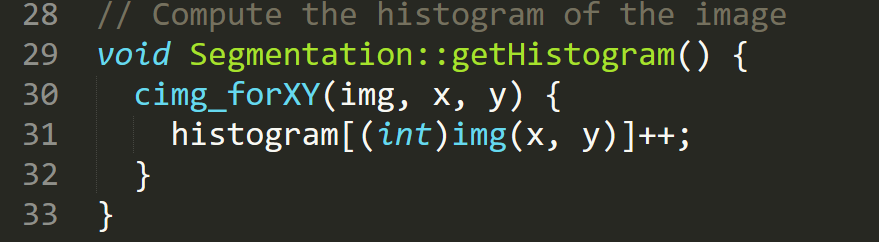 28 // Compute the histogram of the image
29 void Segmentation::getHistogram() {
30   cimg_forXY(img, x, y) {
31     histogram[(int)img(x, y)]++;
32   }
33 }